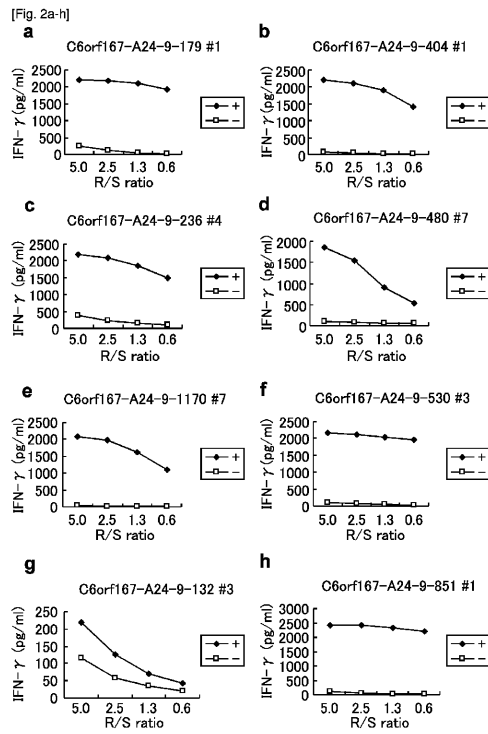 [Fig. 2a-h]
a
C6orf167-A24-9-179 #1
IFN-γ (pg/ml)
2500
2000
1500
1000
500
0
5.0 2.5 1.3 0.6
R/S ratio
+
−
b
C6orf167-A24-9-404 #1
IFN-γ (pg/ml)
2500
2000
1500
1000
500
0
5.0 2.5 1.3 0.6
R/S ratio
+
−
c
C6orf167-A24-9-236 #4
IFN-γ (pg/ml)
2500
2000
1500
1000
500
0
5.0 2.5 1.3 0.6
R/S ratio
+
−
d
C6orf167-A24-9-480 #7
IFN-γ (pg/ml)
2000
1500
1000
500
0
5.0 2.5 1.3 0.6
R/S ratio
+
−
e
C6orf167-A24-9-1170 #7
IFN-γ (pg/ml)
2500
2000
1500
1000
500
0
5.0 2.5 1.3 0.6
R/S ratio
+
−
f
C6orf167-A24-9-530 #3
IFN-γ (pg/ml)
2500
2000
1500
1000
500
0
5.0 2.5 1.3 0.6
R/S ratio
+
−
g
C6orf167-A24-9-132 #3
IFN-γ (pg/ml)
250
200
150
100
50
0
5.0 2.5 1.3 0.6
R/S ratio
+
−
h
C6orf167-A24-9-851 #1
IFN-γ (pg/ml)
3000
2500
2000
1500
1000
500
0
5.0 2.5 1.3 0.6
R/S ratio
+
−